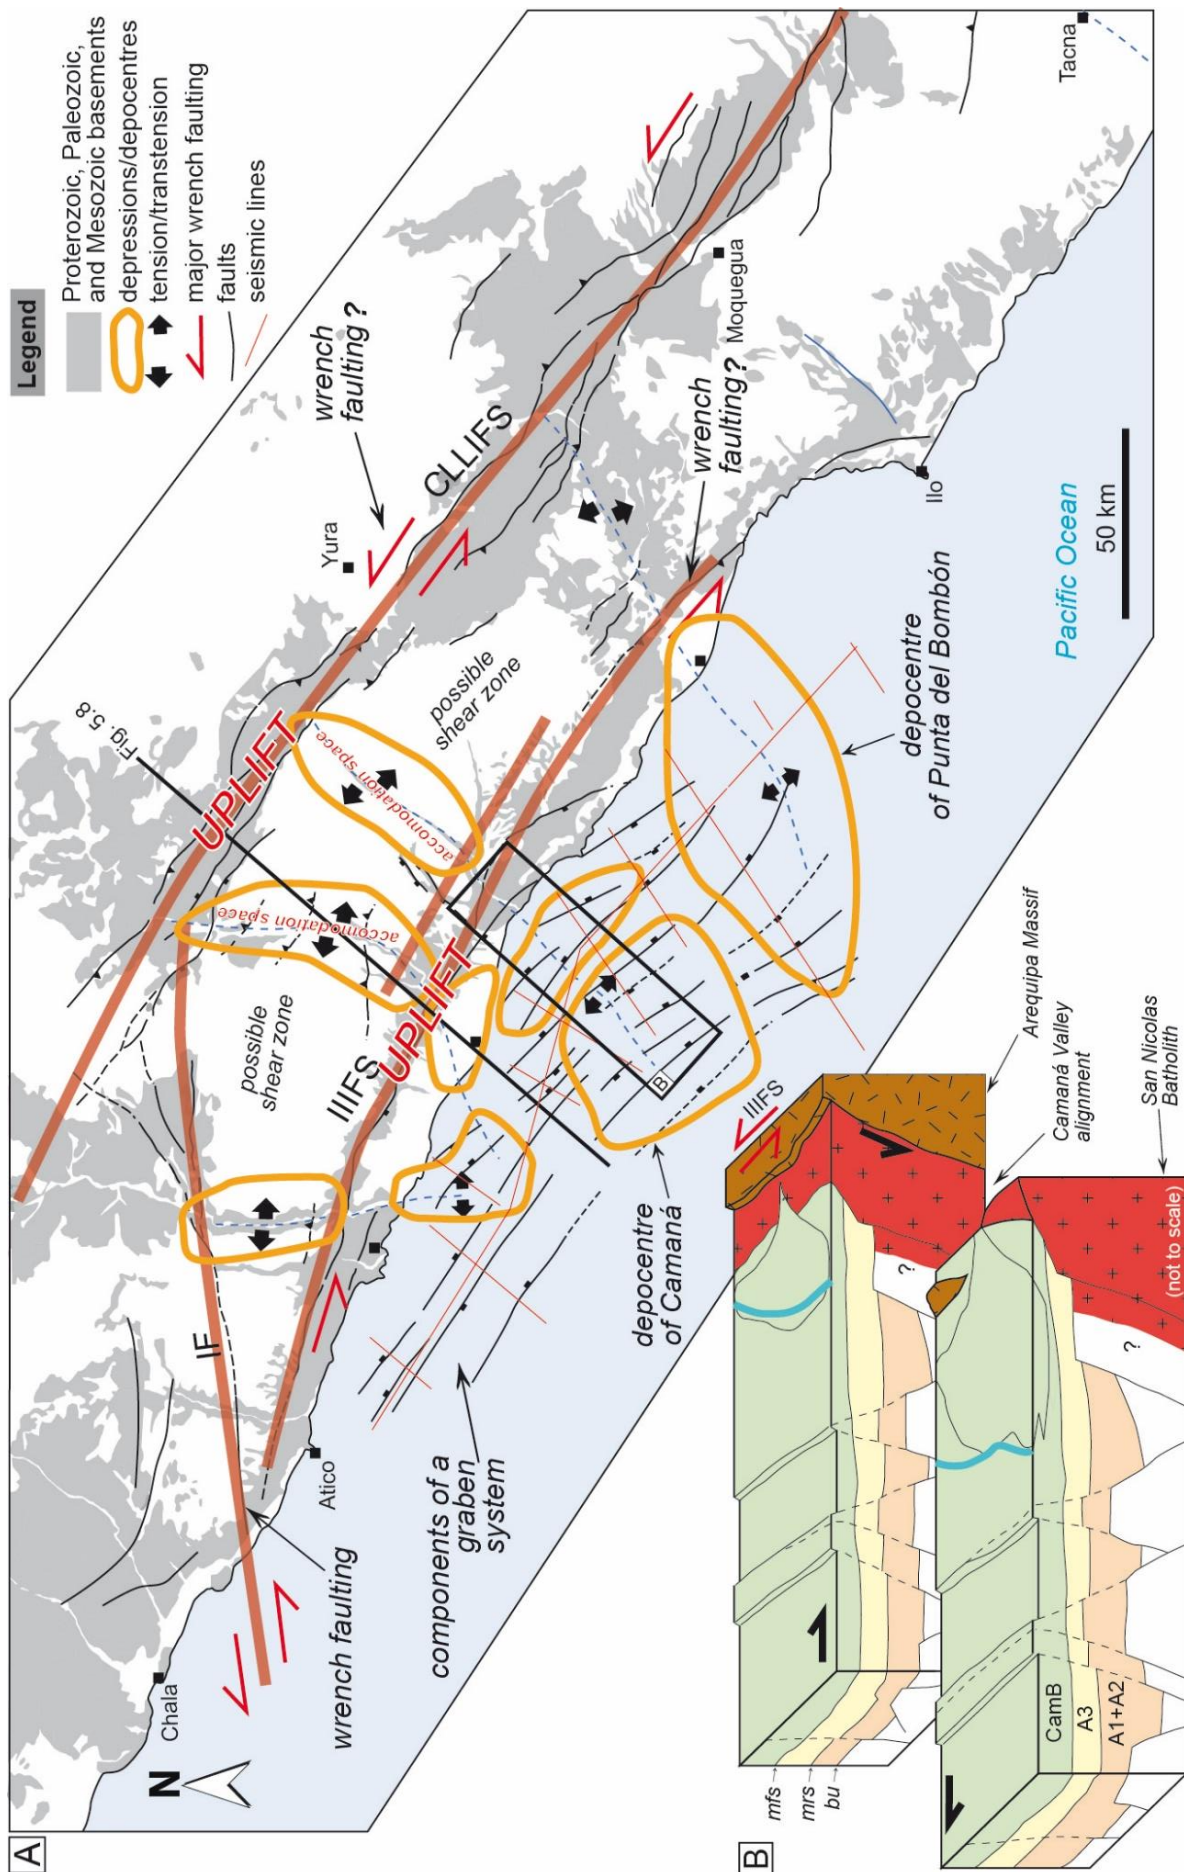 A
N
Chala
Atico
Yura
Moquegua
Ilo
Tacna
Pacific Ocean
50 km
IF
IIIFS
CLLIFS
UPLIFT
UPLIFT
Fig. 5.8
possible
shear zone
possible
shear zone
accomodation space
accomodation space
wrench faulting
wrench
faulting?
wrench
faulting?
components of a
graben
system
depocentre
of Camaná
depocentre
of Punta del Bombón
B
Legend
Proterozoic, Paleozoic,
and Mesozoic basements
depressions/depocentres
tension/transtension
major wrench faulting
faults
seismic lines
B
mfs
mrs
bu
CamB
A3
A1+A2
?
?
IIIFS
Arequipa Massif
Camaná Valley
alignment
San Nicolas
Batholith
(not to scale)